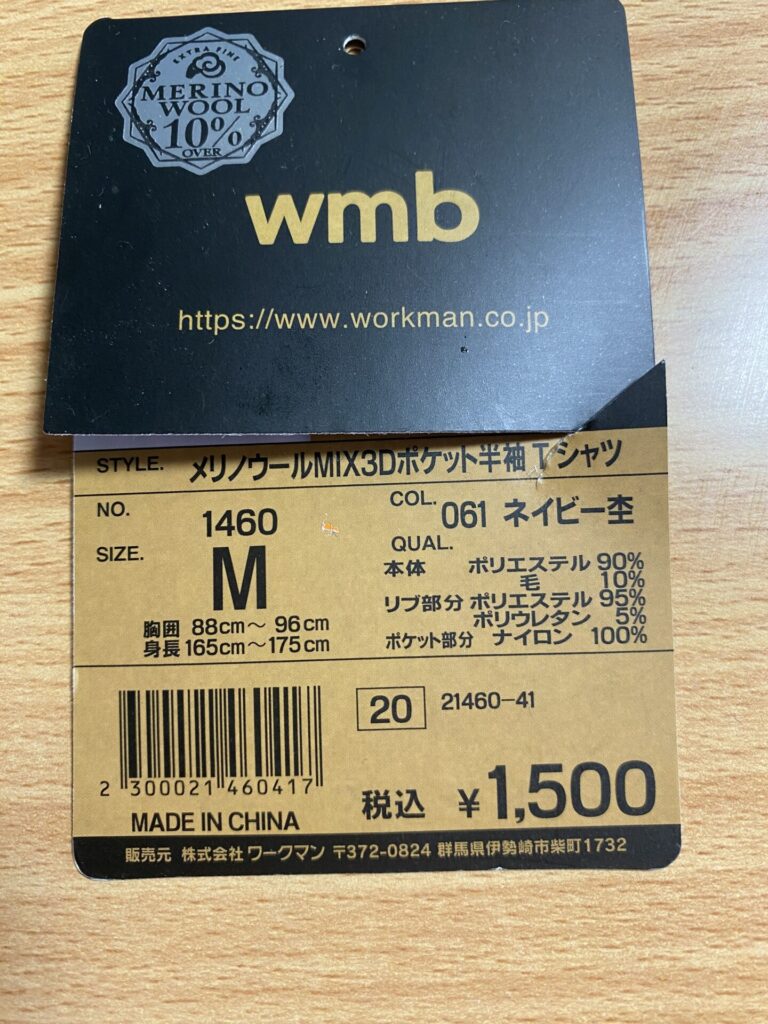 EXTRA FINE
MERINO
WOOL
10%
OVER
wmb
https://www.workman.co.jp
STYLE. メリノウールMIX3Dポケット半袖Tシャツ
NO. 1460
COL. 061 ネイビー杢
SIZE. M
胸囲 88cm～ 96cm
身長 165cm～175cm
QUAL.
本体 ポリエステル 90%
毛 10%
リブ部分 ポリエステル 95%
ポリウレタン 5%
ポケット部分 ナイロン 100%
20 21460-41
2 300021 460417
税込 ¥1,500
MADE IN CHINA
販売元 株式会社 ワークマン 〒372-0824 群馬県伊勢崎市柴町1732